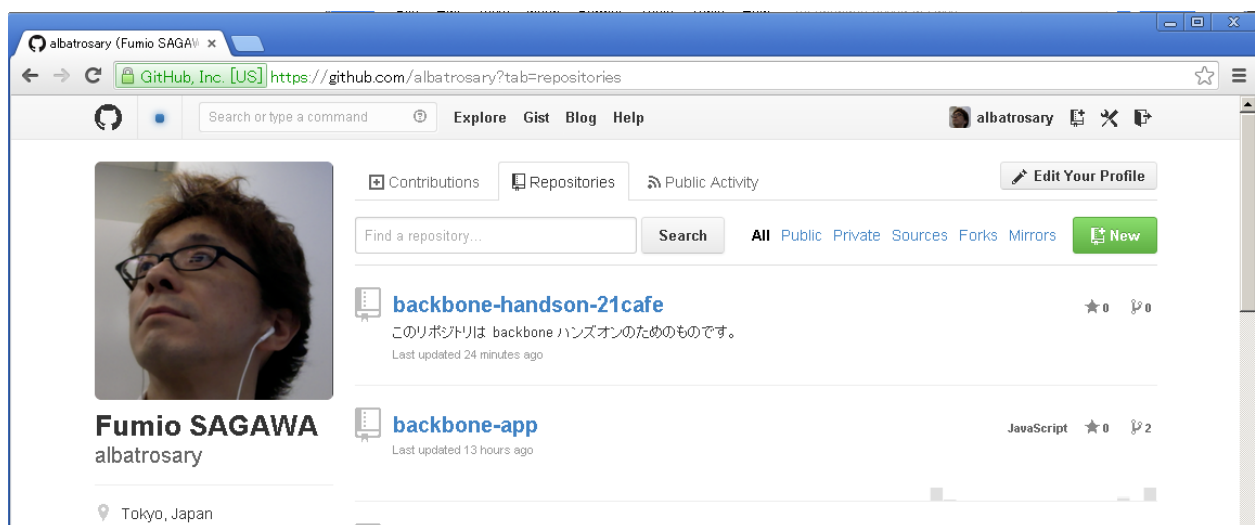 albatrosary (Fumio SAGAW
GitHub, Inc. [US] https://github.com/albatrosary?tab=repositories
Search or type a command Explore Gist Blog Help albatrosary
Contributions Repositories Public Activity Edit Your Profile
Find a repository... Search All Public Private Sources Forks Mirrors New
backbone-handson-21cafe 0 0
このリポジトリは backbone ハンズオンのためのものです。
Last updated 24 minutes ago
backbone-app JavaScript 0 2
Last updated 13 hours ago
Fumio SAGAWA
albatrosary
Tokyo, Japan